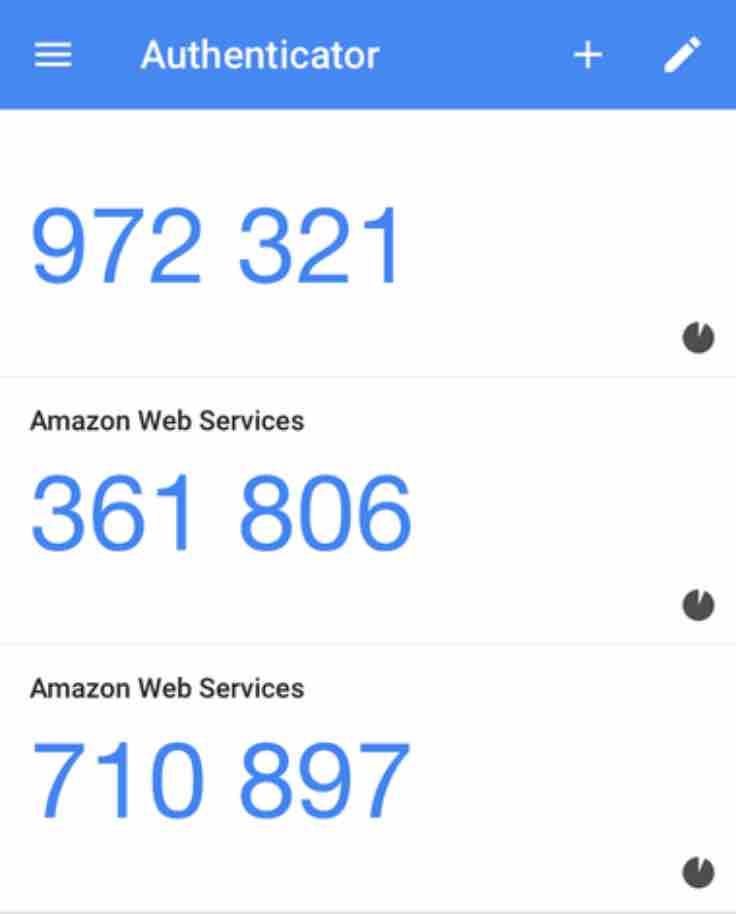 Authenticator
972 321
Amazon Web Services
361 806
Amazon Web Services
710 897